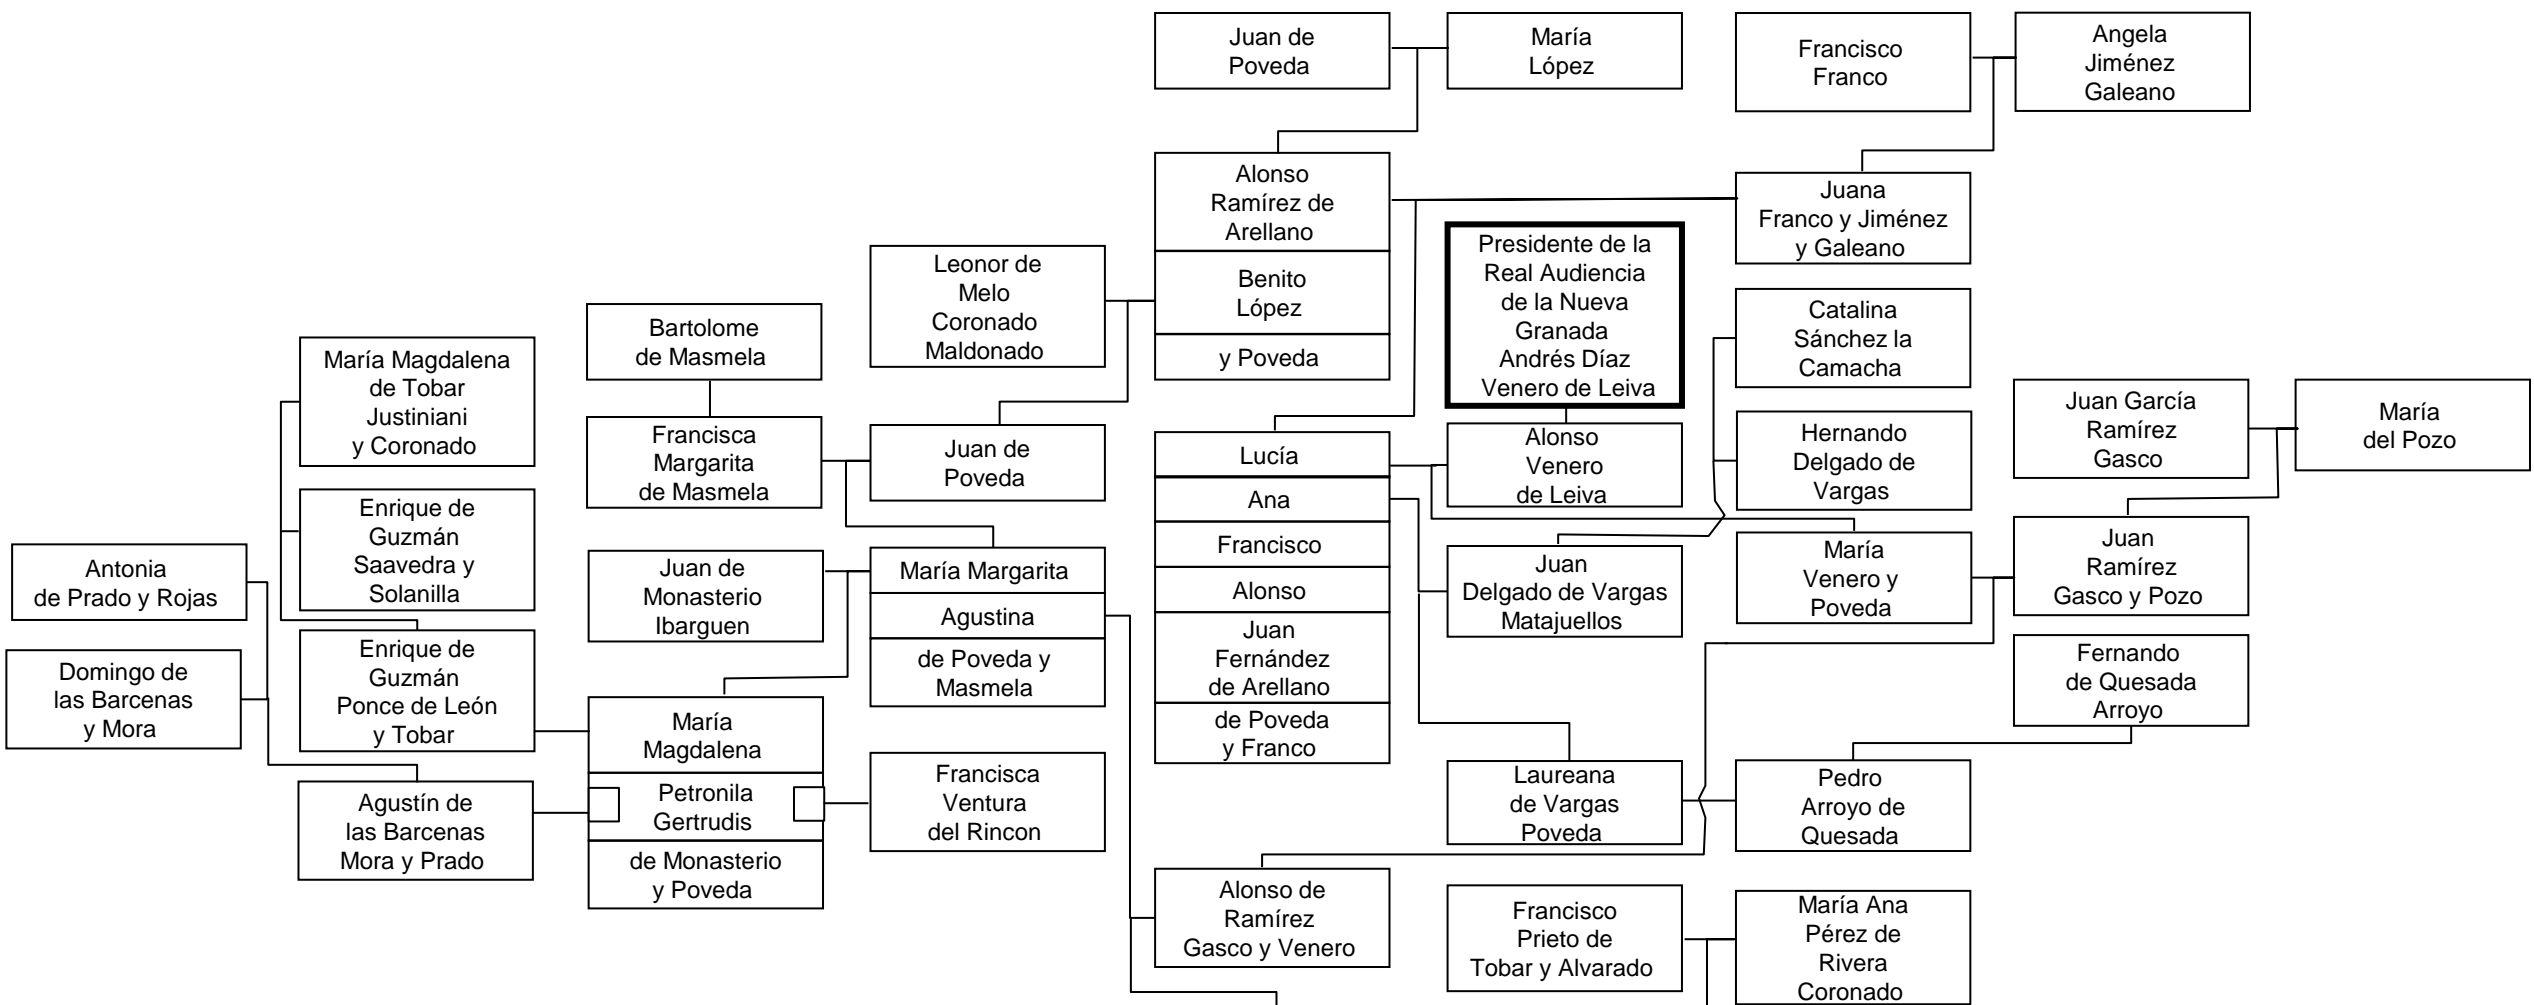 Juan de
Poveda
María
López
Francisco
Franco
Angela
Jiménez
Galeano
Alonso
Ramírez de
Arellano
Benito
López
y Poveda
Juana
Franco y Jiménez
y Galeano
Presidente de la
Real Audiencia
de la Nueva
Granada
Andrés Díaz
Venero de Leiva
Leonor de
Melo
Coronado
Maldonado
Catalina
Sánchez la
Camacha
Bartolome
de Masmela
María Magdalena
de Tobar
Justiniani
y Coronado
Juan García
Ramírez
Gasco
María
del Pozo
Francisca
Margarita
de Masmela
Juan de
Poveda
Lucía
Ana
Francisco
Alonso
Juan
Fernández
de Arellano
de Poveda
y Franco
Alonso
Venero
de Leiva
Hernando
Delgado de
Vargas
Enrique de
Guzmán
Saavedra y
Solanilla
Antonia
de Prado y Rojas
Juan de
Monasterio
Ibarguen
María Margarita
Agustina
de Poveda y
Masmela
Juan
Delgado de Vargas
Matajuellos
María
Venero y
Poveda
Juan
Ramírez
Gasco y Pozo
Domingo de
las Barcenas
y Mora
Enrique de
Guzmán
Ponce de León
y Tobar
Fernando
de Quesada
Arroyo
María
Magdalena
Petronila
Gertrudis
de Monasterio
y Poveda
Francisca
Ventura
del Rincon
Laureana
de Vargas
Poveda
Pedro
Arroyo de
Quesada
Agustín de
las Barcenas
Mora y Prado
Alonso de
Ramírez
Gasco y Venero
Francisco
Prieto de
Tobar y Alvarado
María Ana
Pérez de
Rivera
Coronado